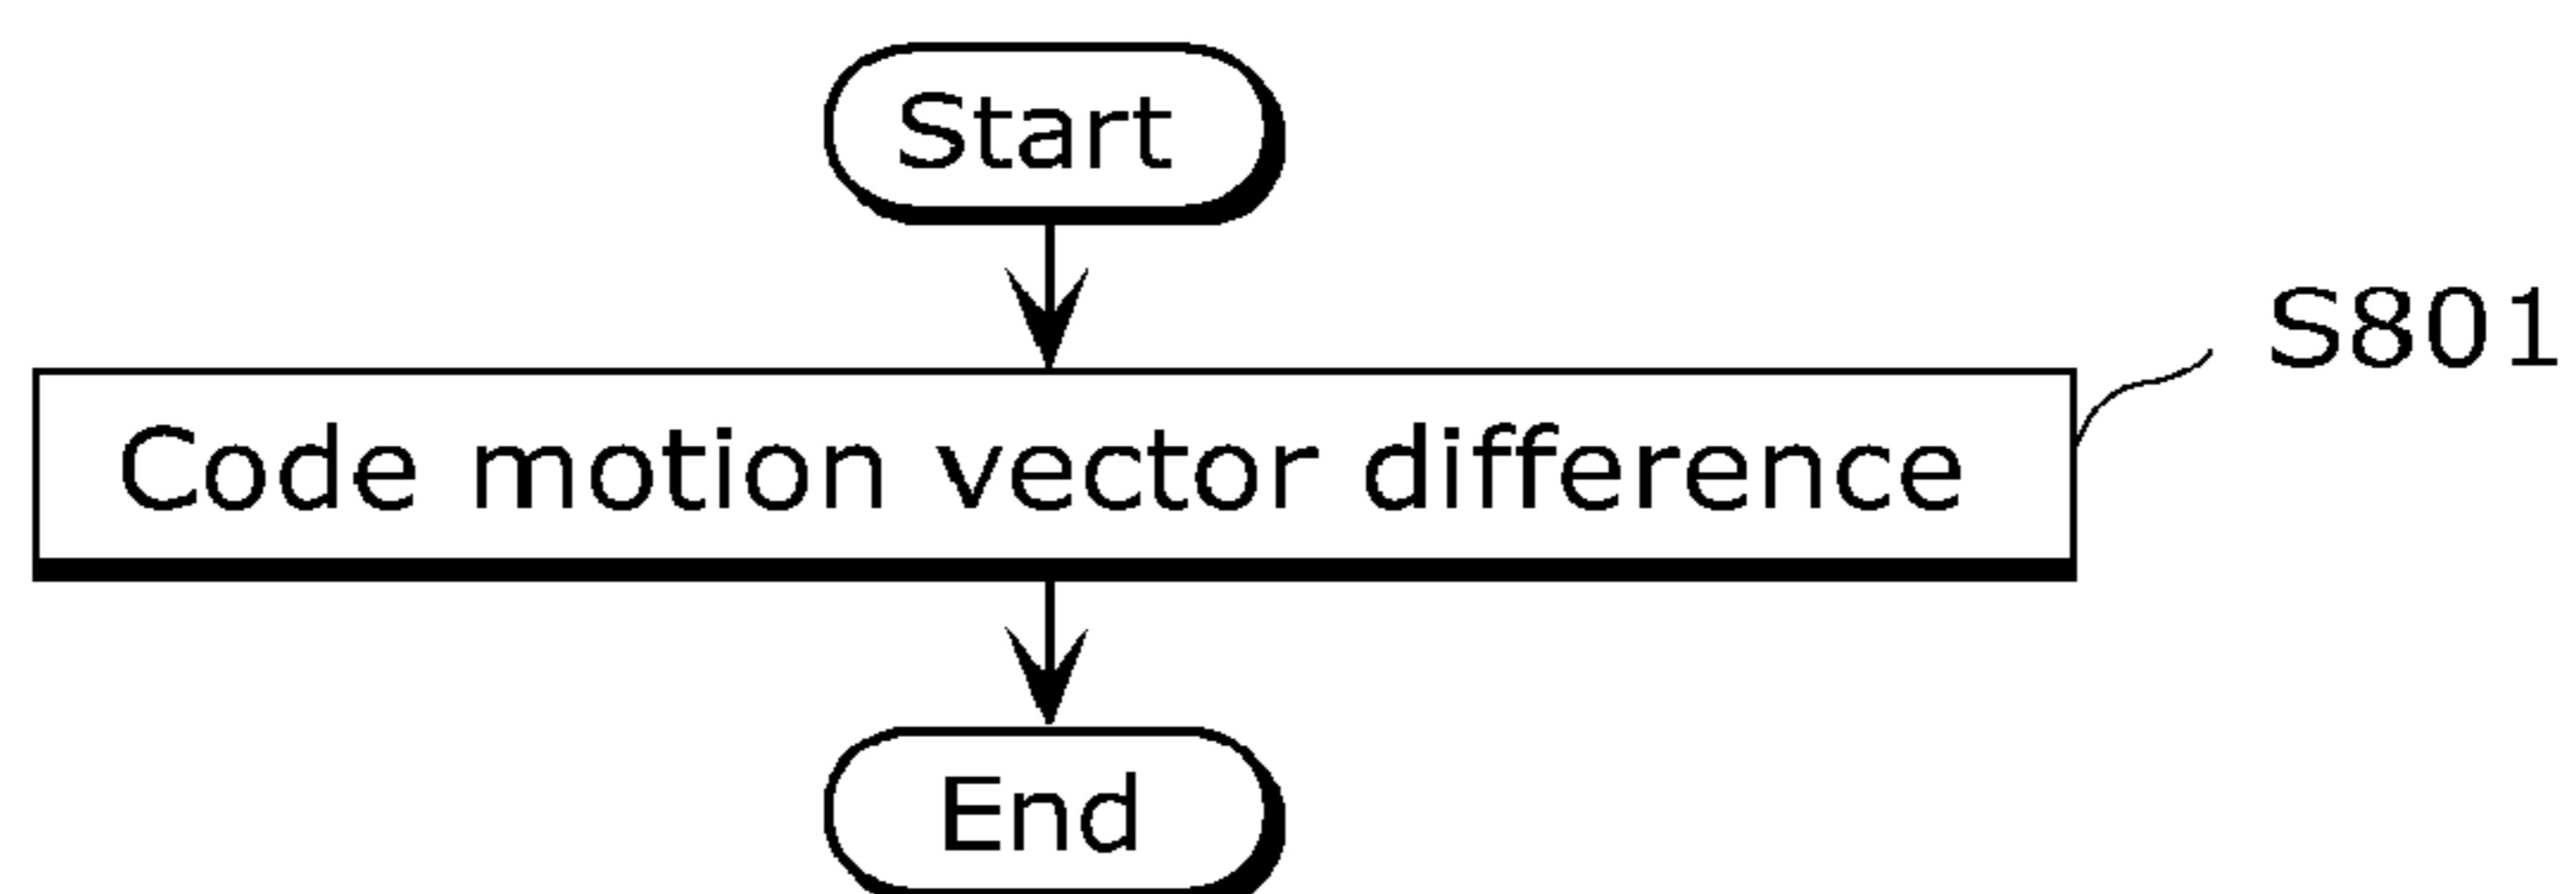 Start
S801
Code motion vector difference
End